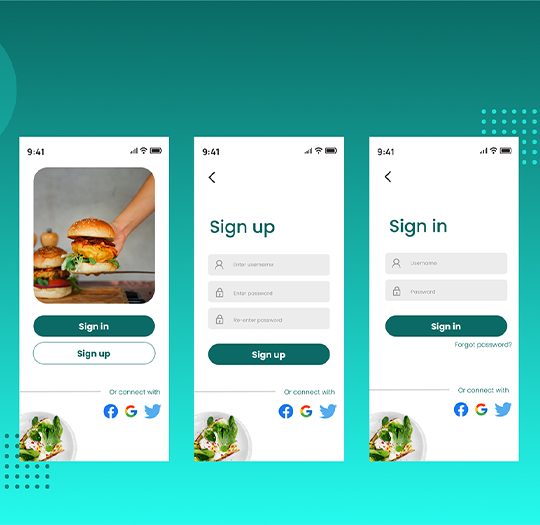 9:41
Sign in
Sign up
Or connect with
9:41
Sign up
Enter username
Enter password
Re-enter password
Sign up
Or connect with
9:41
Sign in
Username
Password
Sign in
Forgot password?
Or connect with